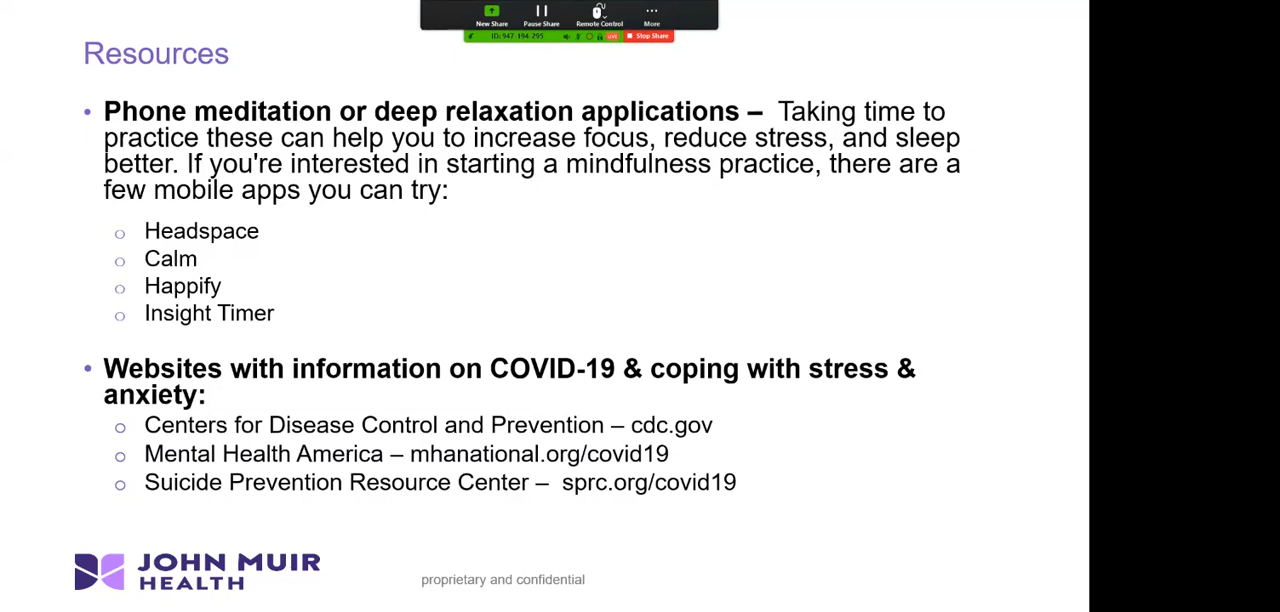 New Share Pause Share Remote Control More
ID: 947-194-295 LIVE Stop Share
Resources
• Phone meditation or deep relaxation applications – Taking time to
practice these can help you to increase focus, reduce stress, and sleep
better. If you're interested in starting a mindfulness practice, there are a
few mobile apps you can try:
o Headspace
o Calm
o Happify
o Insight Timer
• Websites with information on COVID-19 & coping with stress &
anxiety:
o Centers for Disease Control and Prevention – cdc.gov
o Mental Health America – mhanational.org/covid19
o Suicide Prevention Resource Center – sprc.org/covid19
JOHN MUIR
HEALTH
proprietary and confidential